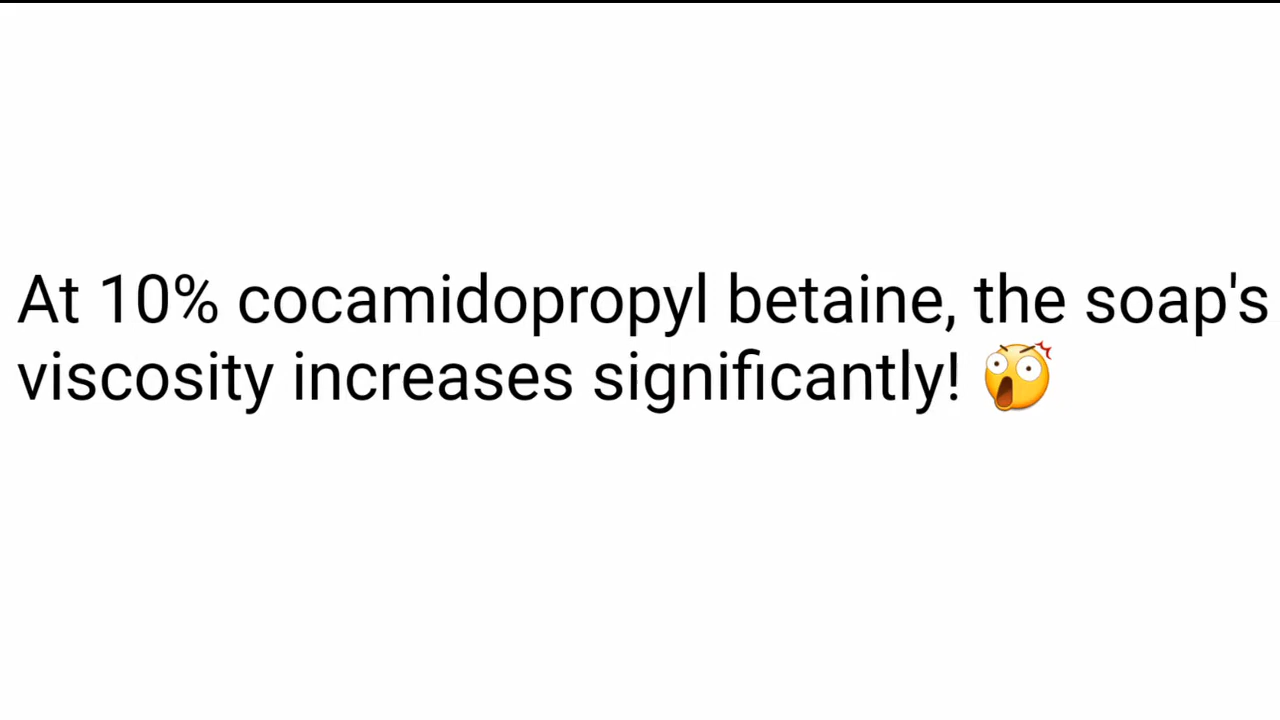 At 10% cocamidopropyl betaine, the soap's
viscosity increases significantly! 😱